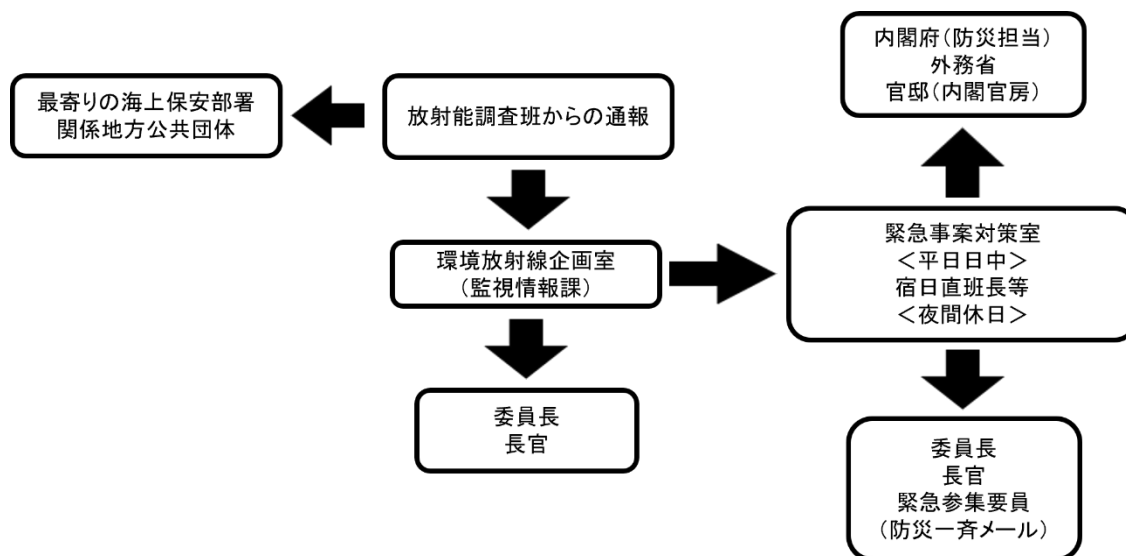 内閣府(防災担当)
外務省
官邸(内閣官房)
最寄りの海上保安部署
関係地方公共団体
放射能調査班からの通報
環境放射線企画室
(監視情報課)
緊急事案対策室
<平日日中>
宿日直班長等
<夜間休日>
委員長
長官
委員長
長官
緊急参集要員
(防災一斉メール)